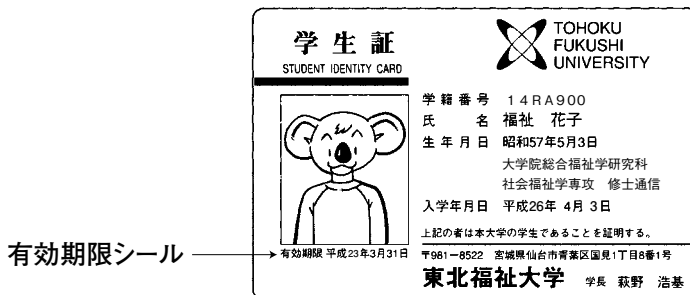 学生証
STUDENT IDENTITY CARD
TOHOKU
FUKUSHI
UNIVERSITY
学籍番号 14RA900
氏名 福祉 花子
生年月日 昭和57年5月3日
大学院総合福祉学研究科
社会福祉学専攻 修士通信
入学年月日 平成26年 4月 3日
上記の者は本大学の学生であることを証明する。
有効期限シール
有効期限 平成23年3月31日
〒981-8522 宮城県仙台市青葉区国見1丁目8番1号
東北福祉大学 学長 萩野 浩基